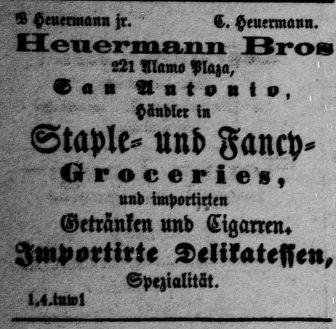 B Heuermann jr. C. Heuermann.
Heuermann Bros
221 Alamo Plaza,
San Antonio,
Händler in
Staple- und Fancy-
Groceries,
und importirten
Getränken und Cigarren.
Importirte Delikatessen,
Spezialität.
1,4.tuw1